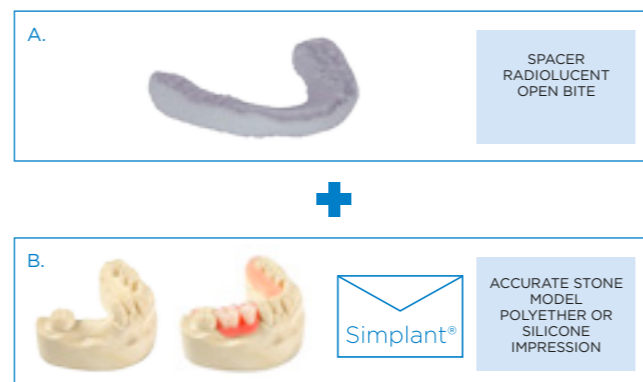 A.
SPACER
RADIOLUCENT
OPEN BITE
B.
Simplant®
ACCURATE STONE
MODEL
POLYETHER OR
SILICONE
IMPRESSION